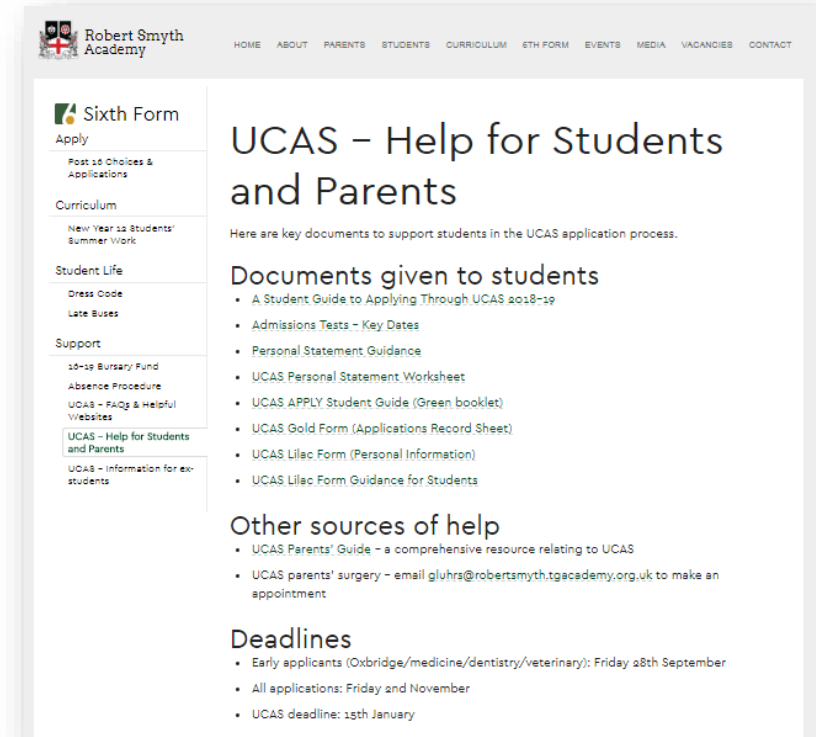 Robert Smyth
Academy
HOME ABOUT PARENTS STUDENTS CURRICULUM 6TH FORM EVENTS MEDIA VACANCIES CONTACT
Sixth Form
Apply
Post 16 Choices &
Applications
Curriculum
New Year 12 Students'
Summer Work
Student Life
Dress Code
Late Buses
Support
16-19 Bursary Fund
Absence Procedure
UCAS – FAQs & Helpful
Websites
UCAS – Help for Students
and Parents
UCAS – Information for ex-
students
UCAS – Help for Students
and Parents
Here are key documents to support students in the UCAS application process.
Documents given to students
• A Student Guide to Applying Through UCAS 2018-19
• Admissions Tests – Key Dates
• Personal Statement Guidance
• UCAS Personal Statement Worksheet
• UCAS APPLY Student Guide (Green booklet)
• UCAS Gold Form (Applications Record Sheet)
• UCAS Lilac Form (Personal Information)
• UCAS Lilac Form Guidance for Students
Other sources of help
• UCAS Parents' Guide – a comprehensive resource relating to UCAS
• UCAS parents' surgery – email gluhrs@robertsmyth.tgacademy.org.uk to make an
appointment
Deadlines
• Early applicants (Oxbridge/medicine/dentistry/veterinary): Friday 28th September
• All applications: Friday 2nd November
• UCAS deadline: 15th January